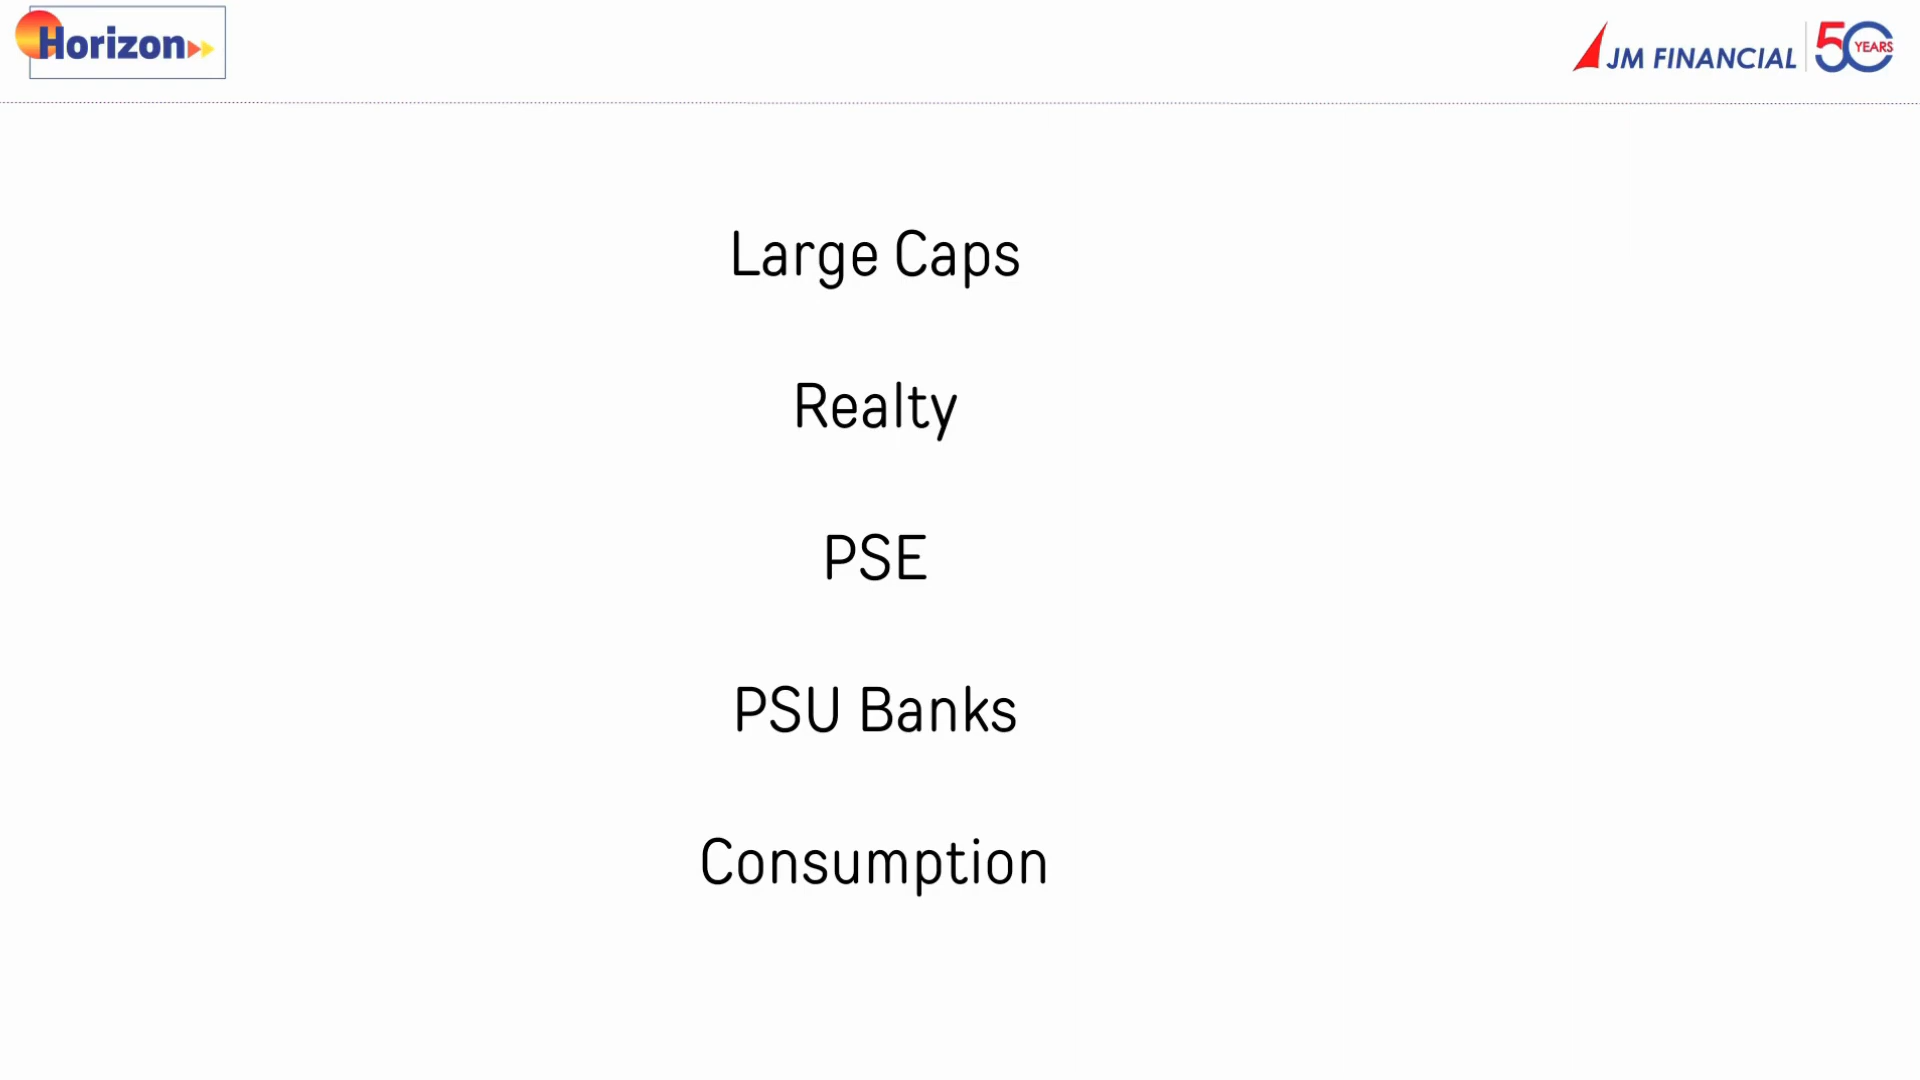 Horizon
JM FINANCIAL
50 YEARS
Large Caps
Realty
PSE
PSU Banks
Consumption